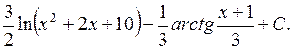 3/2 ln(x² + 2x + 10) − 1/3 arctg (x + 1)/3 + C.